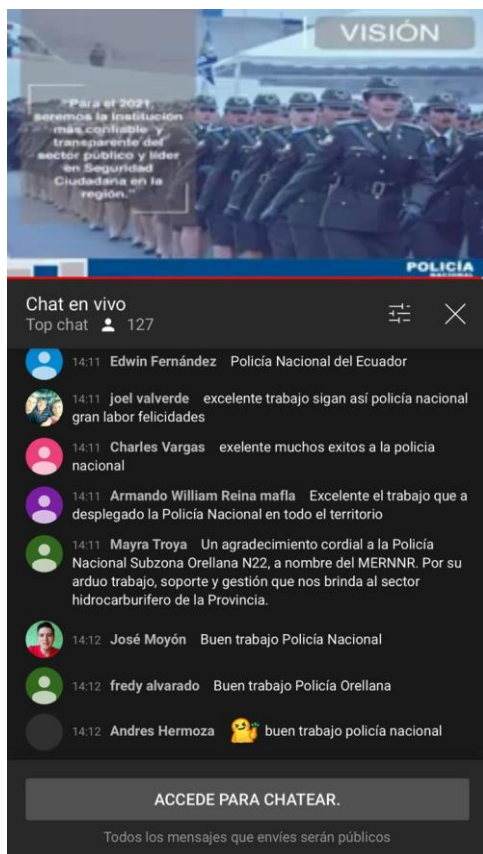 VISIÓN
"Para el 2021,
seremos la institución
más confiable y
transparente del
sector público y líder
en Seguridad
Ciudadana en la
región."
POLICÍA
NACIONAL
Chat en vivo
Top chat 127
14:11 Edwin Fernández Policía Nacional del Ecuador
14:11 joel valverde excelente trabajo sigan así policía nacional
gran labor felicidades
14:11 Charles Vargas exelente muchos exitos a la policia
nacional
14:11 Armando William Reina mafla Excelente el trabajo que a
desplegado la Policía Nacional en todo el territorio
14:11 Mayra Troya Un agradecimiento cordial a la Policía
Nacional Subzona Orellana N22, a nombre del MERNNR. Por su
arduo trabajo, soporte y gestión que nos brinda al sector
hidrocarburifero de la Provincia.
14:12 José Moyón Buen trabajo Policía Nacional
14:12 fredy alvarado Buen trabajo Policía Orellana
14:12 Andres Hermoza buen trabajo policía nacional
ACCEDE PARA CHATEAR.
Todos los mensajes que envíes serán públicos